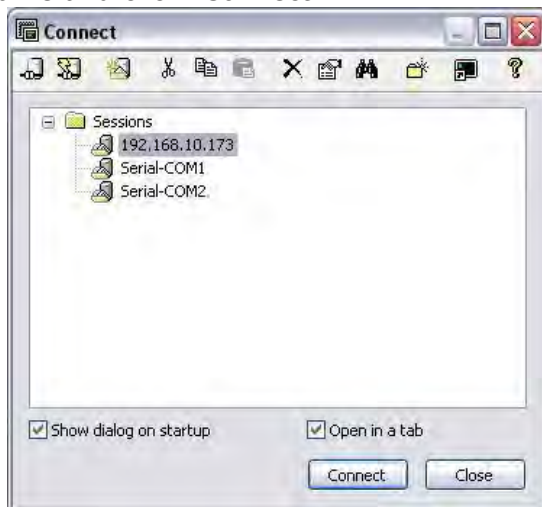 Connect
Sessions
192.168.10.173
Serial-COM1
Serial-COM2
Show dialog on startup
Open in a tab
Connect
Close